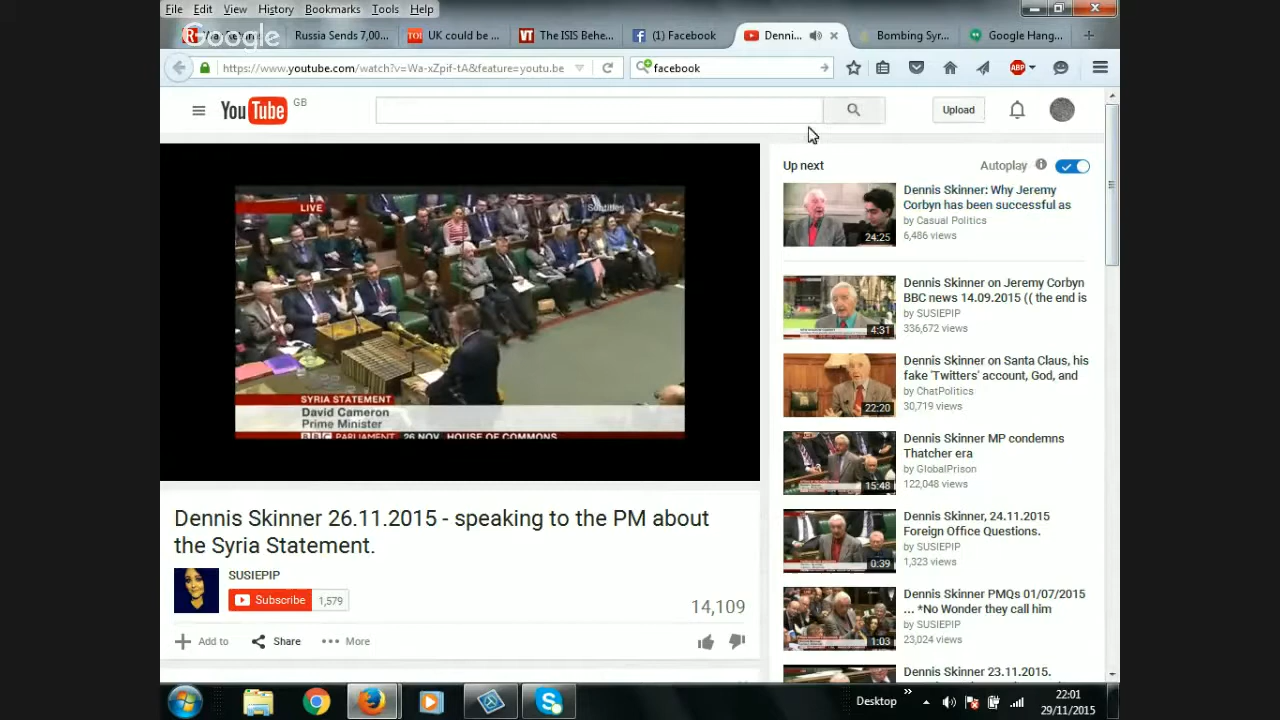 File Edit View History Bookmarks Tools Help
Google
Russia Sends 7,00...
TOI UK could be ...
VT The ISIS Behe...
(1) Facebook
Denni...
Bombing Syr...
Google Hang...
https://www.youtube.com/watch?v=Wa-xZpif-tA&feature=youtu.be
facebook
ABP
YouTube GB
Upload
LIVE
SYRIA STATEMENT
David Cameron
Prime Minister
BBC PARLIAMENT 26 NOV HOUSE OF COMMONS
Dennis Skinner 26.11.2015 - speaking to the PM about
the Syria Statement.
SUSIEPIP
Subscribe 1,579
14,109
Add to Share More
Up next Autoplay
24:25
Dennis Skinner: Why Jeremy
Corbyn has been successful as
by Casual Politics
6,486 views
4:31
Dennis Skinner on Jeremy Corbyn
BBC news 14.09.2015 (( the end is
by SUSIEPIP
336,672 views
22:20
Dennis Skinner on Santa Claus, his
fake 'Twitters' account, God, and
by ChatPolitics
30,719 views
15:48
Dennis Skinner MP condemns
Thatcher era
by GlobalPrison
122,048 views
0:39
Dennis Skinner, 24.11.2015
Foreign Office Questions.
by SUSIEPIP
1,323 views
1:03
Dennis Skinner PMQs 01/07/2015
... *No Wonder they call him
by SUSIEPIP
23,024 views
Dennis Skinner 23.11.2015.
Desktop
22:01
29/11/2015